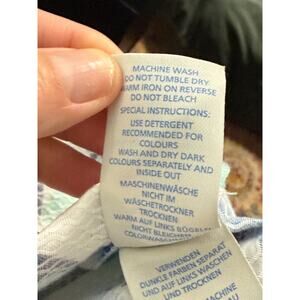 MACHINE WASH
DO NOT TUMBLE DRY
WARM IRON ON REVERSE
DO NOT BLEACH
SPECIAL INSTRUCTIONS:
USE DETERGENT
RECOMMENDED FOR
COLOURS
WASH AND DRY DARK
COLOURS SEPARATELY AND
INSIDE OUT
MASCHINENWÄSCHE
NICHT IM
WÄSCHETROCKNER
TROCKNEN
WARM AUF LINKS BÜGELN
NICHT BLEICHEN
VERWENDEN
DUNKLE FARBEN SEPARAT
UND AUF LINKS WASCHEN
UND TROCKNEN
MACHINE